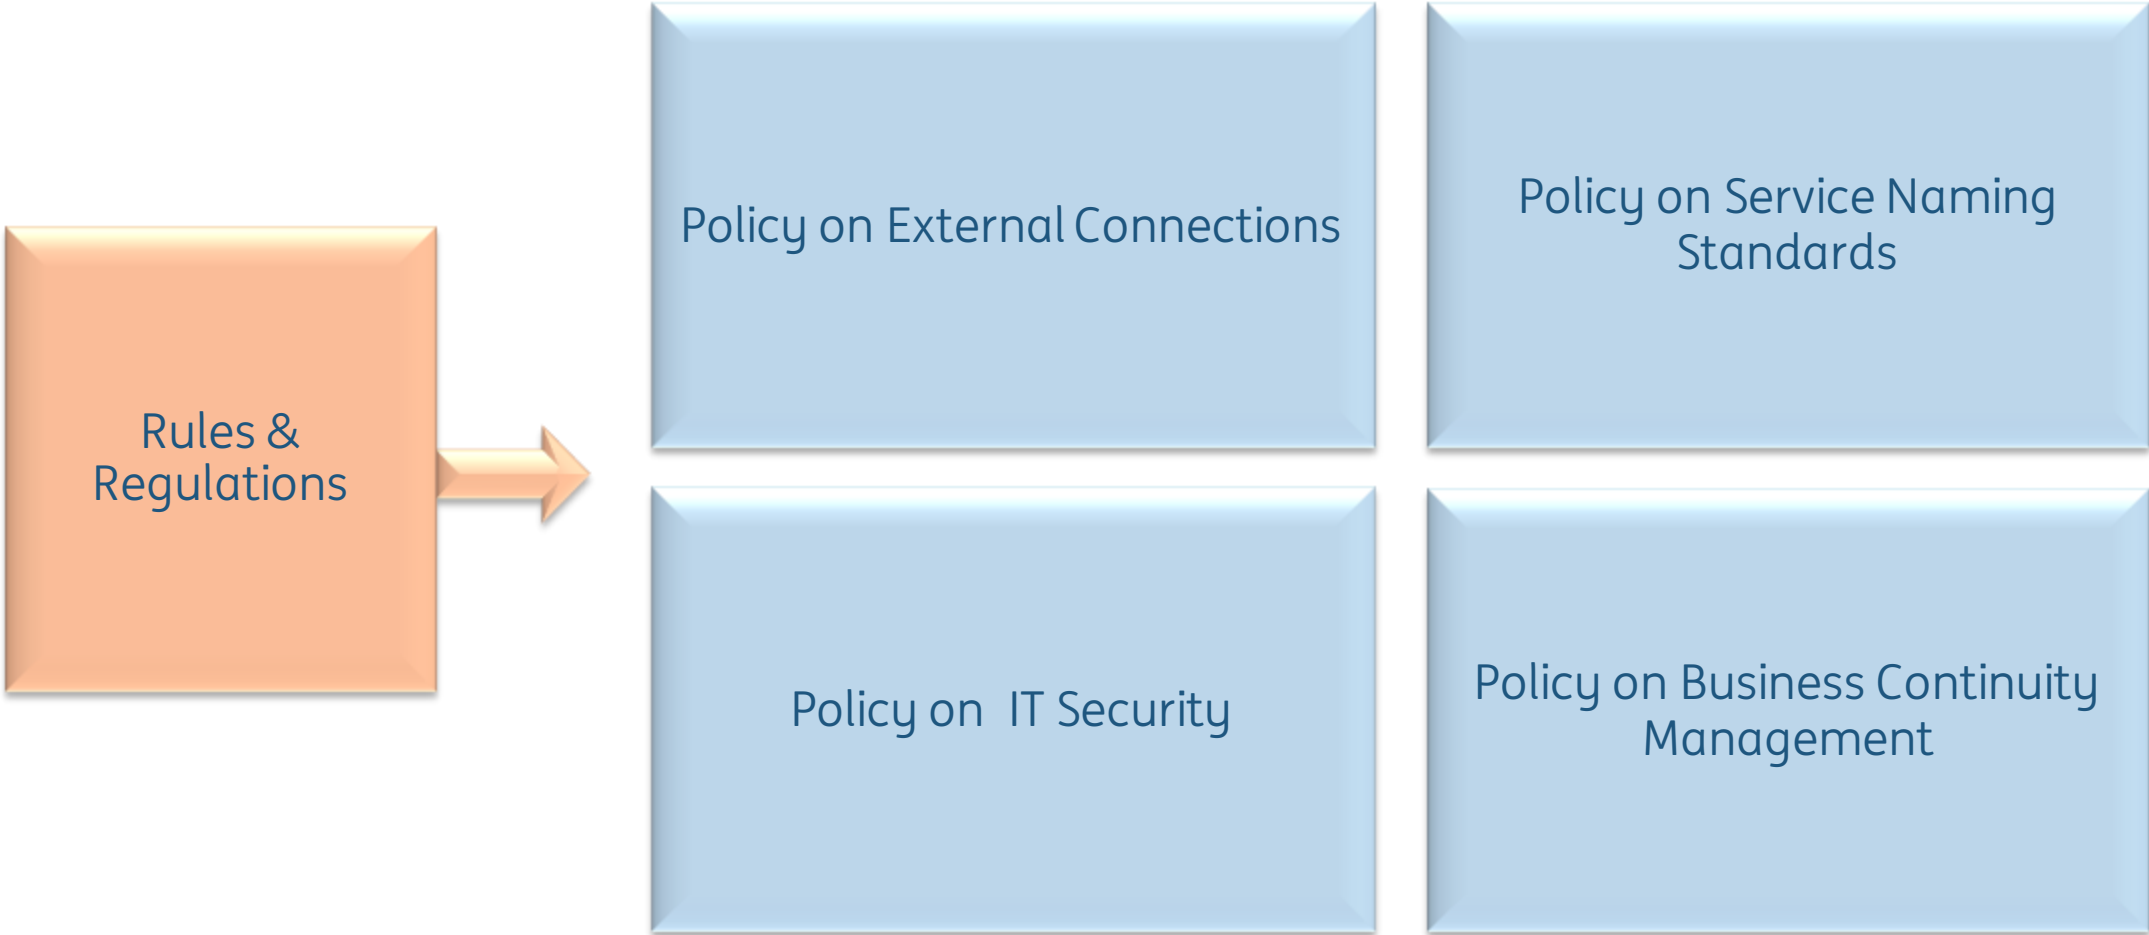 Rules &
Regulations
Policy on External Connections
Policy on Service Naming
Standards
Policy on IT Security
Policy on Business Continuity
Management